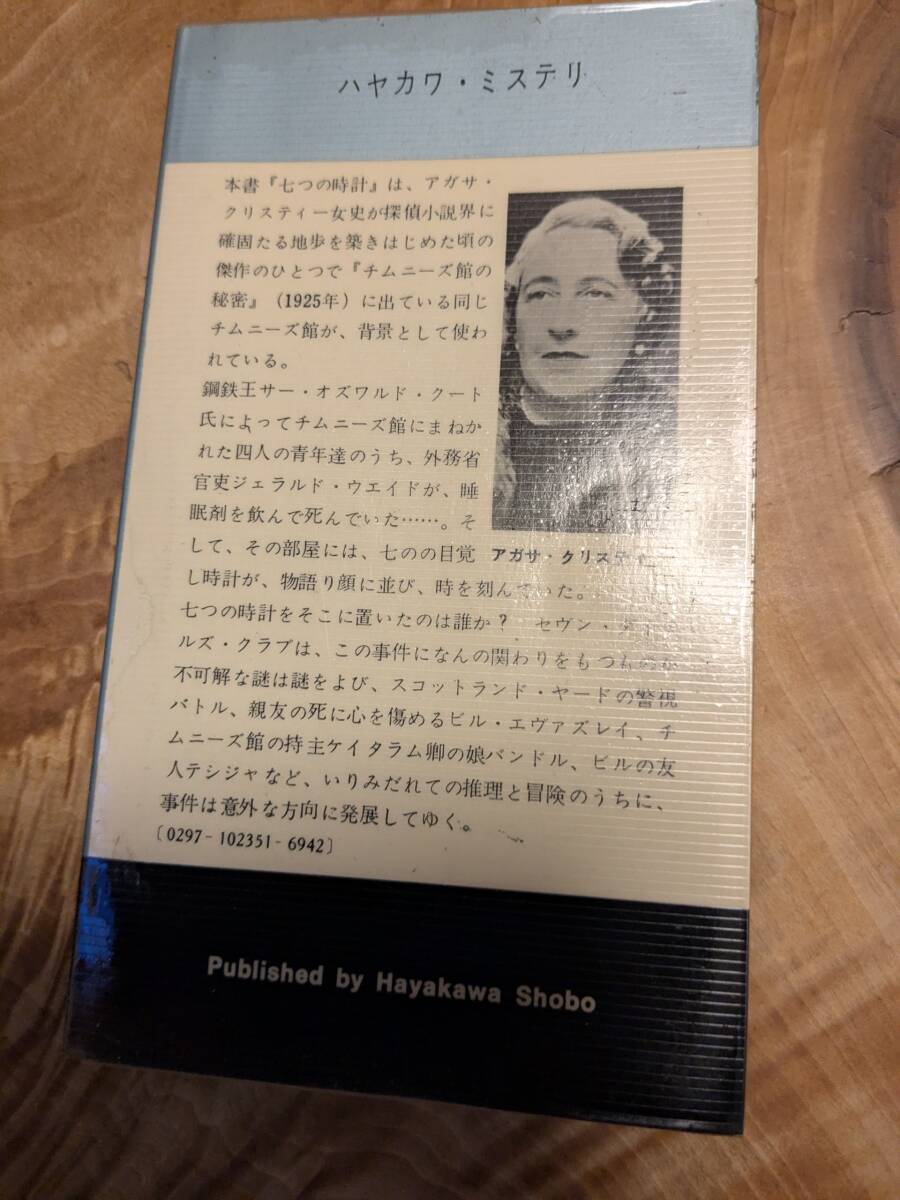 ハヤカワ・ミステリ
本書『七つの時計』は、アガサ・
クリスティー女史が探偵小説界に
確固たる地歩を築きはじめた頃の
傑作のひとつで『チムニーズ館の
秘密』(1925年)に出ている同じ
チムニーズ館が、背景として使わ
れている。
鋼鉄王サー・オズワルド・クート
氏によってチムニーズ館にまねか
れた四人の青年達のうち、外務省
官吏ジェラルド・ウエイドが、睡
眠剤を飲んで死んでいた……。そ
して、その部屋には、七のの目覚
アガサ・クリスティ
し時計が、物語り顔に並び、時を刻んでいた。
七つの時計をそこに置いたのは誰か? セヴン・
ルズ・クラブは、この事件になんの関わりをもつ
不可解な謎は謎をよび、スコットランド・ヤードの警視
バトル、親友の死に心を傷めるビル・エヴァズレイ、チ
ムニーズ館の持主ケイタラム卿の娘バンドル、ビルの友
人テシジャなど、いりみだれての推理と冒険のうちに、
事件は意外な方向に発展してゆく。
〔0297-102351-6942〕
Published by Hayakawa Shobo